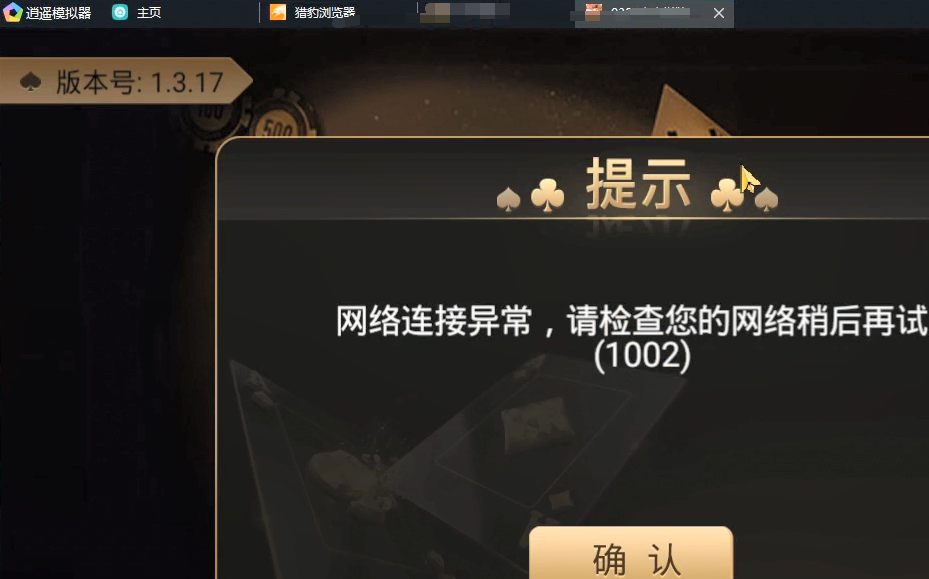 逍遥模拟器 主页 猎豹浏览器
版本号: 1.3.17
100
500
提示
网络连接异常，请检查您的网络稍后再试
(1002)
确 认